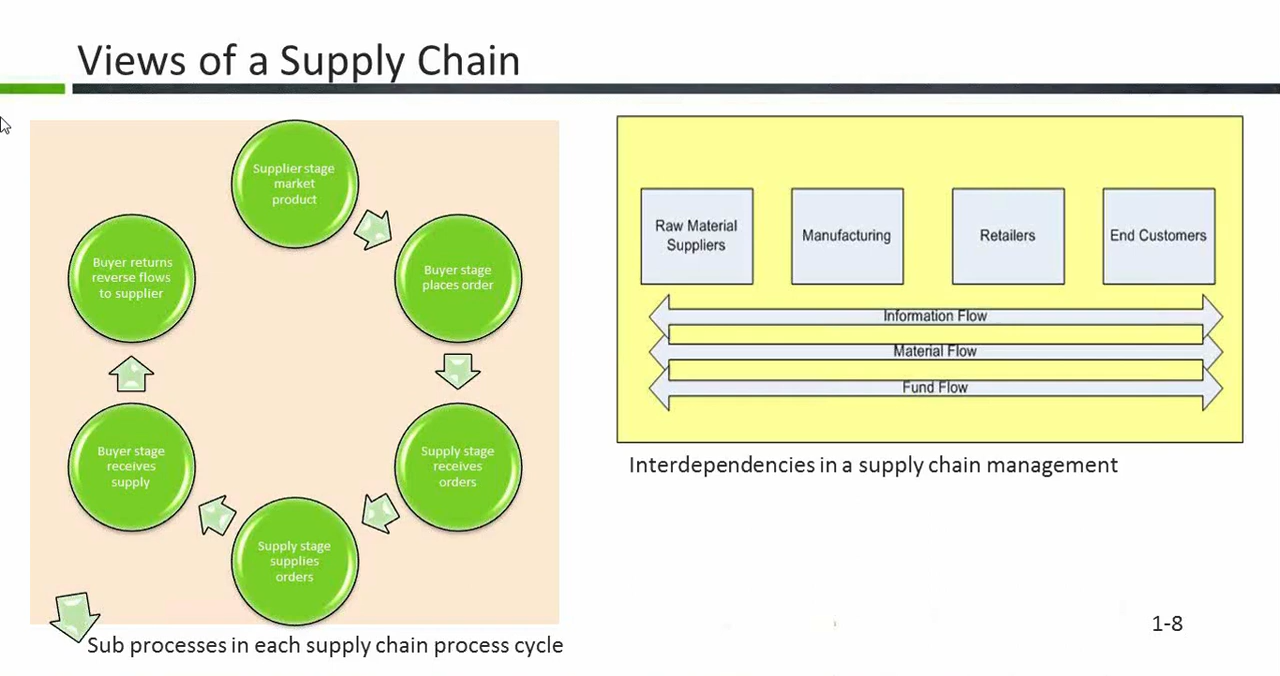 Views of a Supply Chain
Supplier stage
market
product
Buyer stage
places order
Supply stage
receives
orders
Supply stage
supplies
orders
Buyer stage
receives
supply
Buyer returns
reverse flows
to supplier
Sub processes in each supply chain process cycle
Raw Material
Suppliers
Manufacturing
Retailers
End Customers
Information Flow
Material Flow
Fund Flow
Interdependencies in a supply chain management
1-8